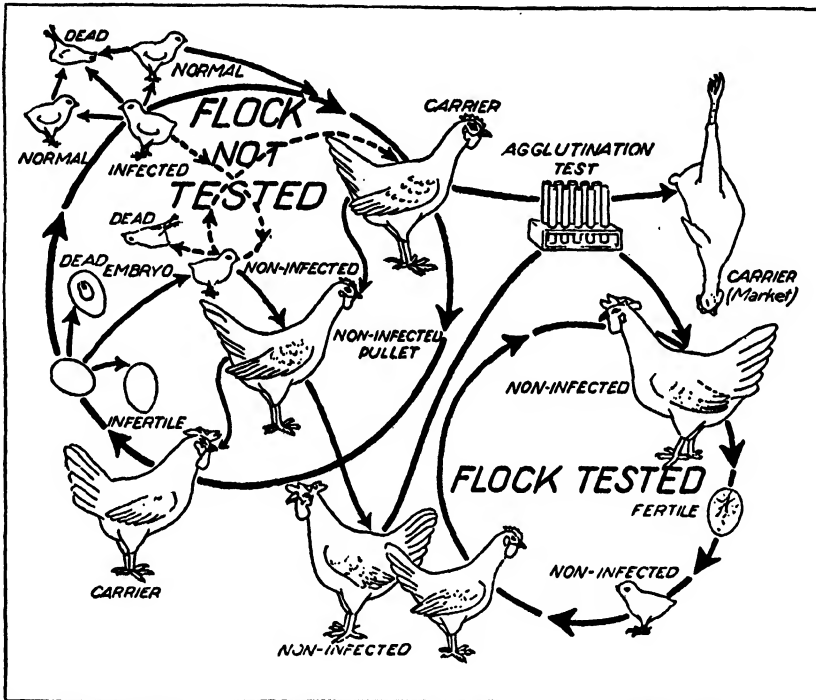 DEAD
NORMAL
NORMAL
INFECTED
FLOCK
NOT
TESTED
CARRIER
AGGLUTINATION
TEST
CARRIER
(Market)
DEAD
DEAD
EMBRYO
NON-INFECTED
NON-INFECTED
PULLET
INFERTILE
CARRIER
NON-INFECTED
NON-INFECTED
FLOCK TESTED
FERTILE
NON-INFECTED